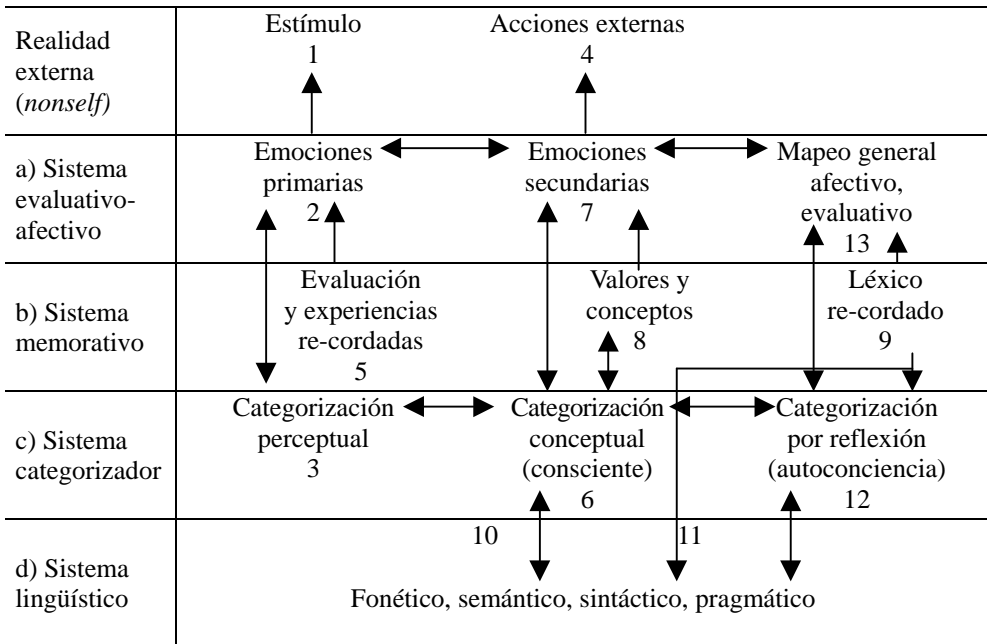 Realidad
externa
(nonself)
Estímulo
1
Acciones externas
4
a) Sistema
evaluativo-
afectivo
Emociones
primarias
2
Emociones
secundarias
7
Mapeo general
afectivo,
evaluativo
13
b) Sistema
memorativo
Evaluación
y experiencias
re-cordadas
5
Valores y
conceptos
8
Léxico
re-cordado
9
c) Sistema
categorizador
Categorización
perceptual
3
Categorización
conceptual
(consciente)
6
Categorización
por reflexión
(autoconciencia)
12
d) Sistema
lingüístico
10
11
Fonético, semántico, sintáctico, pragmático